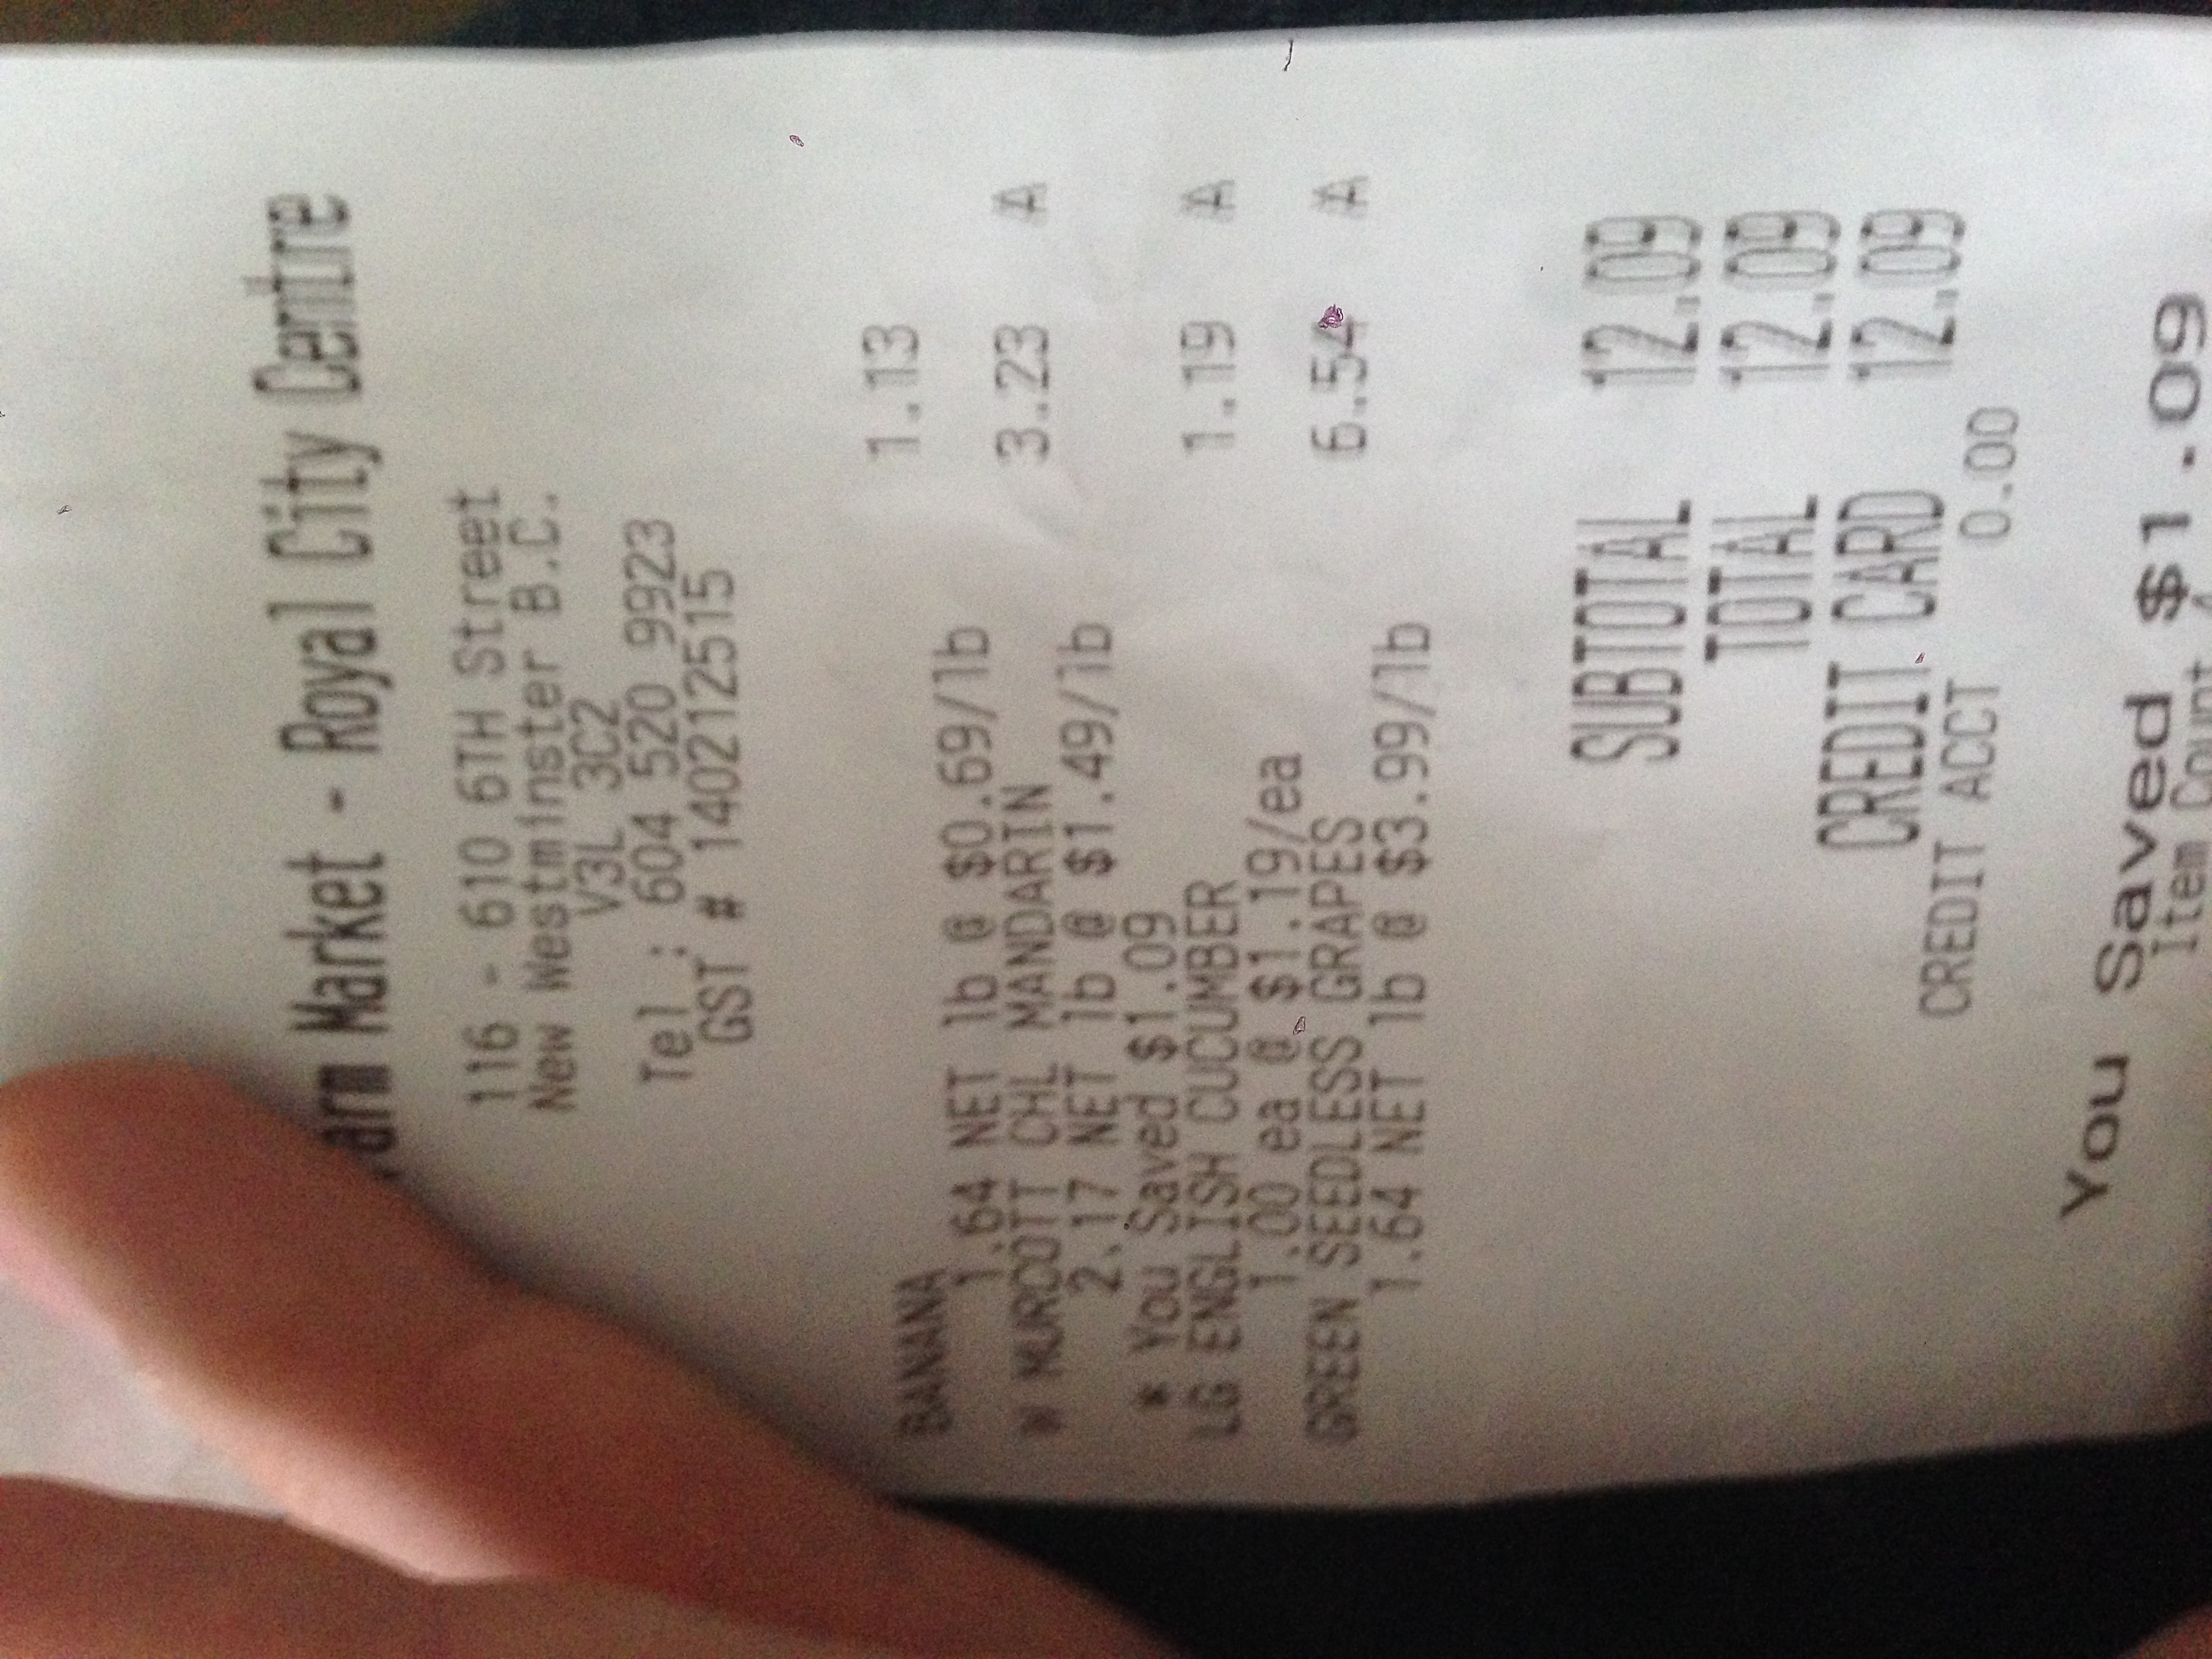 Farm Market - Royal City Centre
116 - 610 6TH Street
New Westminster B.C.
V3L 3C2
Tel : 604 520 9923
GST # 140212515
BANANA 1.13
1.64 NET lb @ $0.69/lb
W MURCOTT CHL MANDARIN 3.23 A
2.17 NET lb @ $1.49/lb
* You Saved $1.09
LG ENGLISH CUCUMBER 1.19 A
1.00 ea @ $1.19/ea
GREEN SEEDLESS GRAPES 6.54 A
1.64 NET lb @ $3.99/lb
SUBTOTAL 12.09
TOTAL 12.09
CREDIT CARD 12.09
CREDIT ACCT 0.00
You Saved $1.09
Item Count